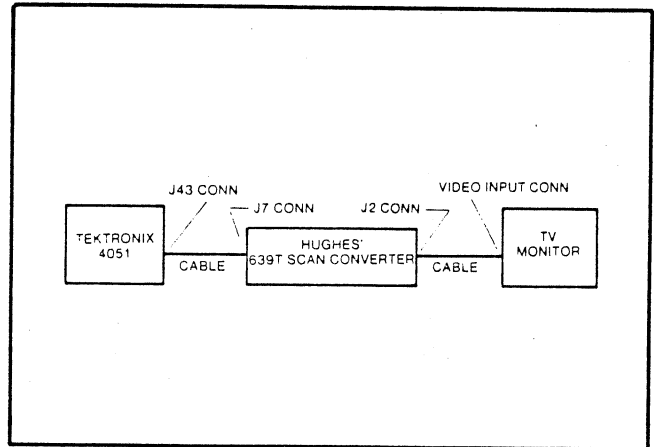 J43 CONN
J7 CONN
J2 CONN
VIDEO INPUT CONN
TEKTRONIX
4051
CABLE
HUGHES'
639T SCAN CONVERTER
CABLE
TV
MONITOR